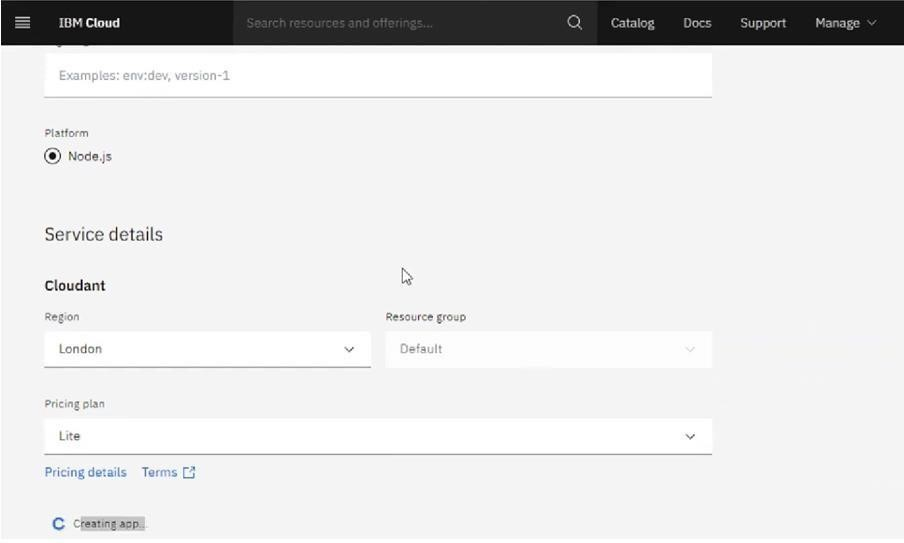 IBM Cloud
Search resources and offerings...
Catalog
Docs
Support
Manage
Examples: env:dev, version-1
Platform
Node.js
Service details
Cloudant
Region
Resource group
London
Default
Pricing plan
Lite
Pricing details
Terms
Creating app...